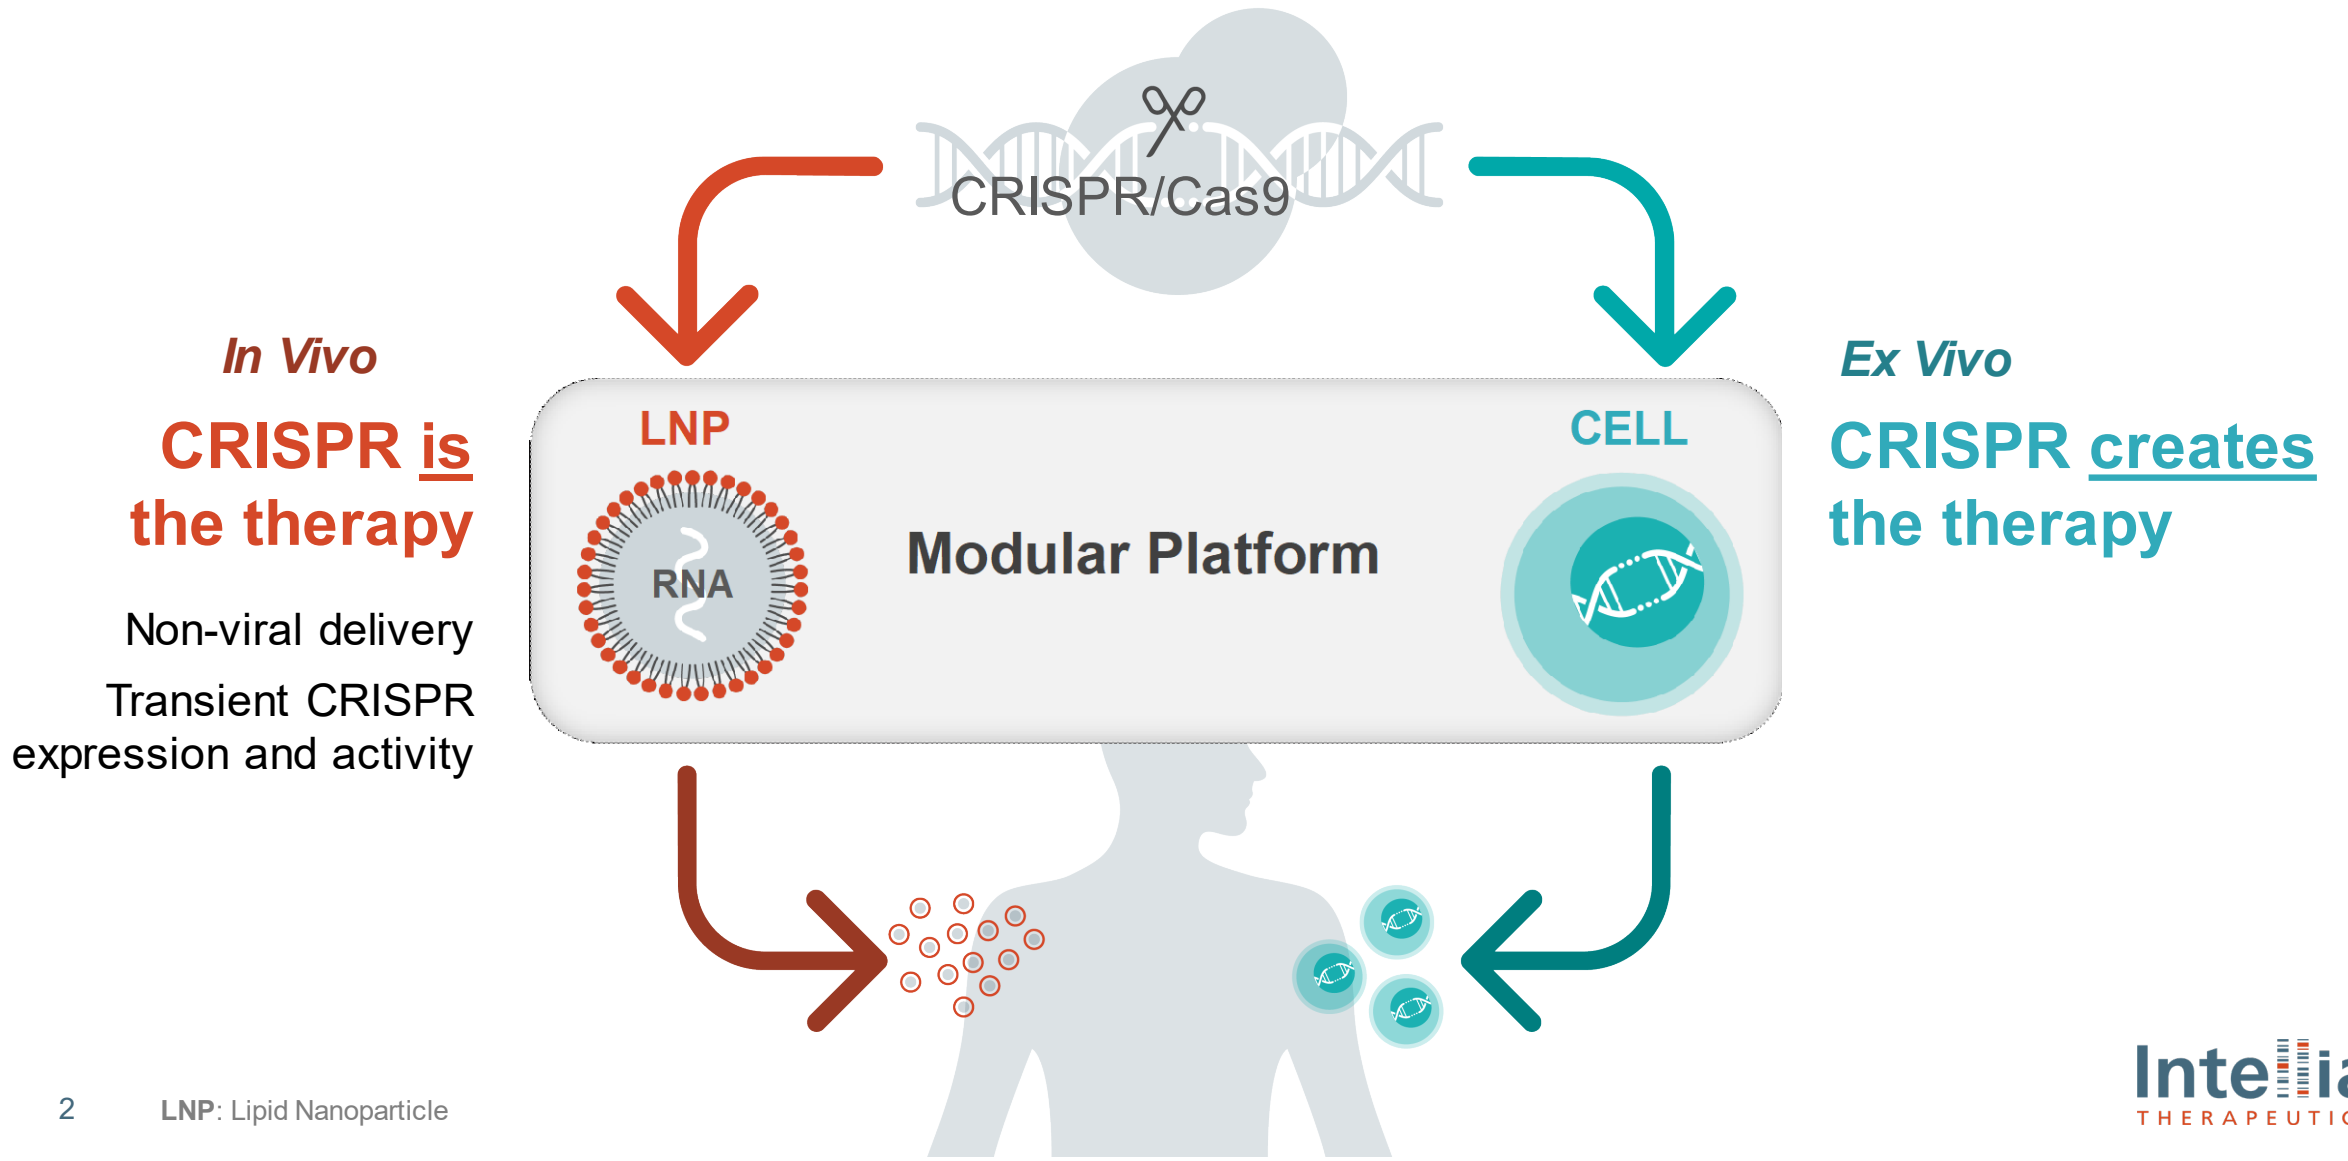 CRISPR/Cas9
In Vivo
CRISPR is
the therapy
Non-viral delivery
Transient CRISPR
expression and activity
LNP
RNA
Modular Platform
CELL
Ex Vivo
CRISPR creates
the therapy
2
LNP: Lipid Nanoparticle
Intellia
THERAPEUTIC